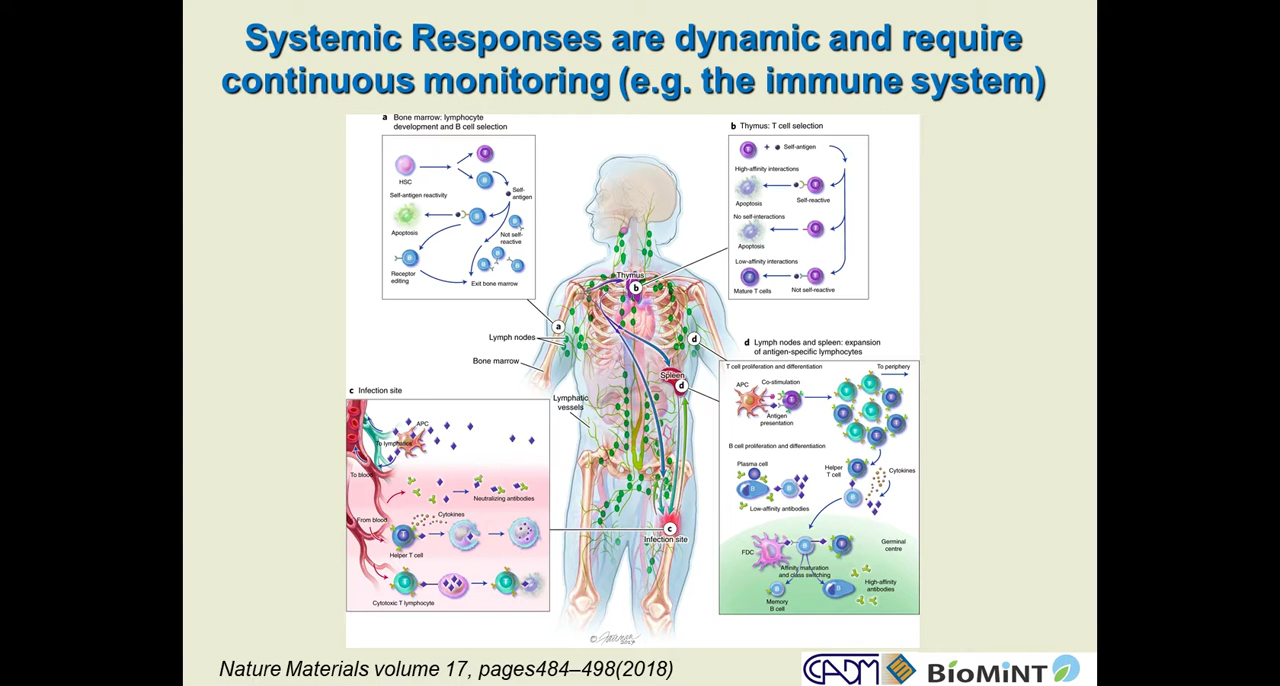 Systemic Responses are dynamic and require
continuous monitoring (e.g. the immune system)
a Bone marrow: lymphocyte
development and B cell selection
HSC
T
B
Self-
antigen
Self-antigen reactivity
B
Apoptosis
Not self-
reactive
B
B
B
B
B
Receptor
editing
Exit bone marrow
b Thymus: T cell selection
T
+
Self-antigen
High-affinity interactions
T
Apoptosis
Self-reactive
No self-interactions
T
Apoptosis
Low-affinity interactions
T
T
Mature T cells
Not self-reactive
Thymus
b
a
Lymph nodes
d
Bone marrow
Spleen
d
Lymphatic
vessels
c
Infection site
c Infection site
APC
To lymphatics
To blood
Neutralizing antibodies
From blood
Cytokines
T
Helper T cell
T
T
Cytotoxic T lymphocyte
d Lymph nodes and spleen: expansion
of antigen-specific lymphocytes
T cell proliferation and differentiation
To periphery
APC
Co-stimulation
T
Antigen
presentation
T
T
T
T
T
T
T
T
B cell proliferation and differentiation
Plasma cell
B
B
Helper
T cell
T
Cytokines
B
Low-affinity antibodies
FDC
B
T
Germinal
centre
Affinity maturation
and class switching
B
B
High-affinity
antibodies
Memory
B cell
Nature Materials volume 17, pages484–498(2018)
CADM
BioMINT